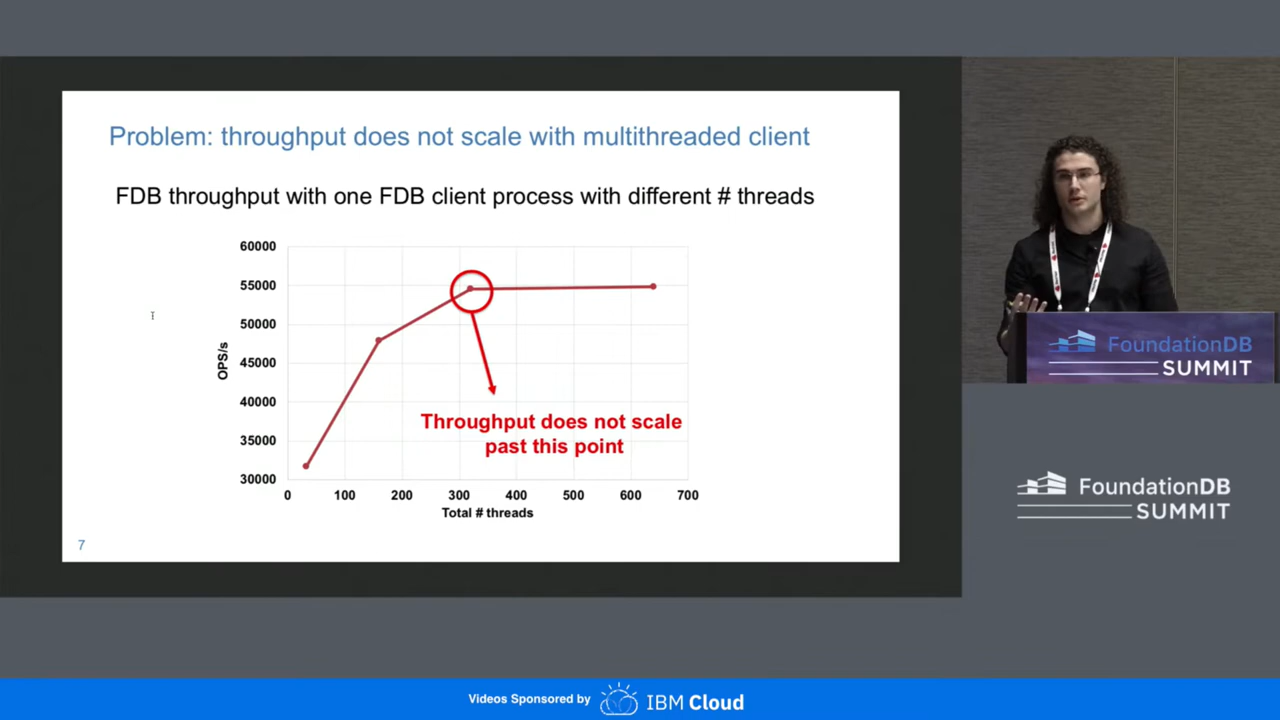 Problem: throughput does not scale with multithreaded client
FDB throughput with one FDB client process with different # threads
60000
55000
50000
45000
40000
35000
30000
OPS/s
0 100 200 300 400 500 600 700
Total # threads
Throughput does not scale
past this point
7
FoundationDB
SUMMIT
FoundationDB
SUMMIT
Videos Sponsored by IBM Cloud